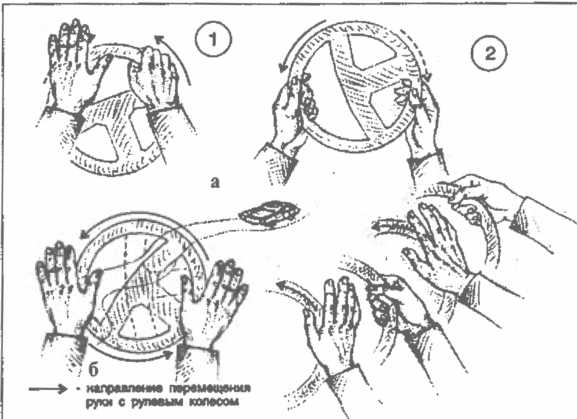 1
2
а
б
- направление перемещения
руки с рулевым колесом